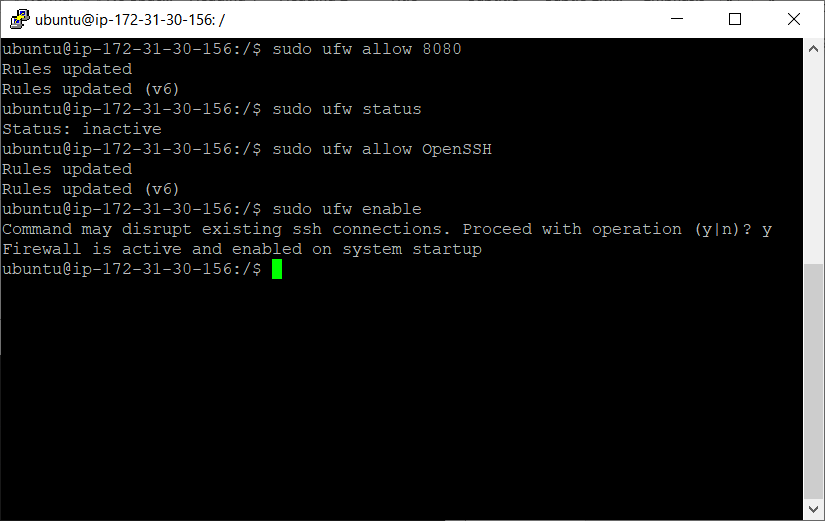 ubuntu@ip-172-31-30-156: /
ubuntu@ip-172-31-30-156:/$ sudo ufw allow 8080
Rules updated
Rules updated (v6)
ubuntu@ip-172-31-30-156:/$ sudo ufw status
Status: inactive
ubuntu@ip-172-31-30-156:/$ sudo ufw allow OpenSSH
Rules updated
Rules updated (v6)
ubuntu@ip-172-31-30-156:/$ sudo ufw enable
Command may disrupt existing ssh connections. Proceed with operation (y|n)? y
Firewall is active and enabled on system startup
ubuntu@ip-172-31-30-156:/$